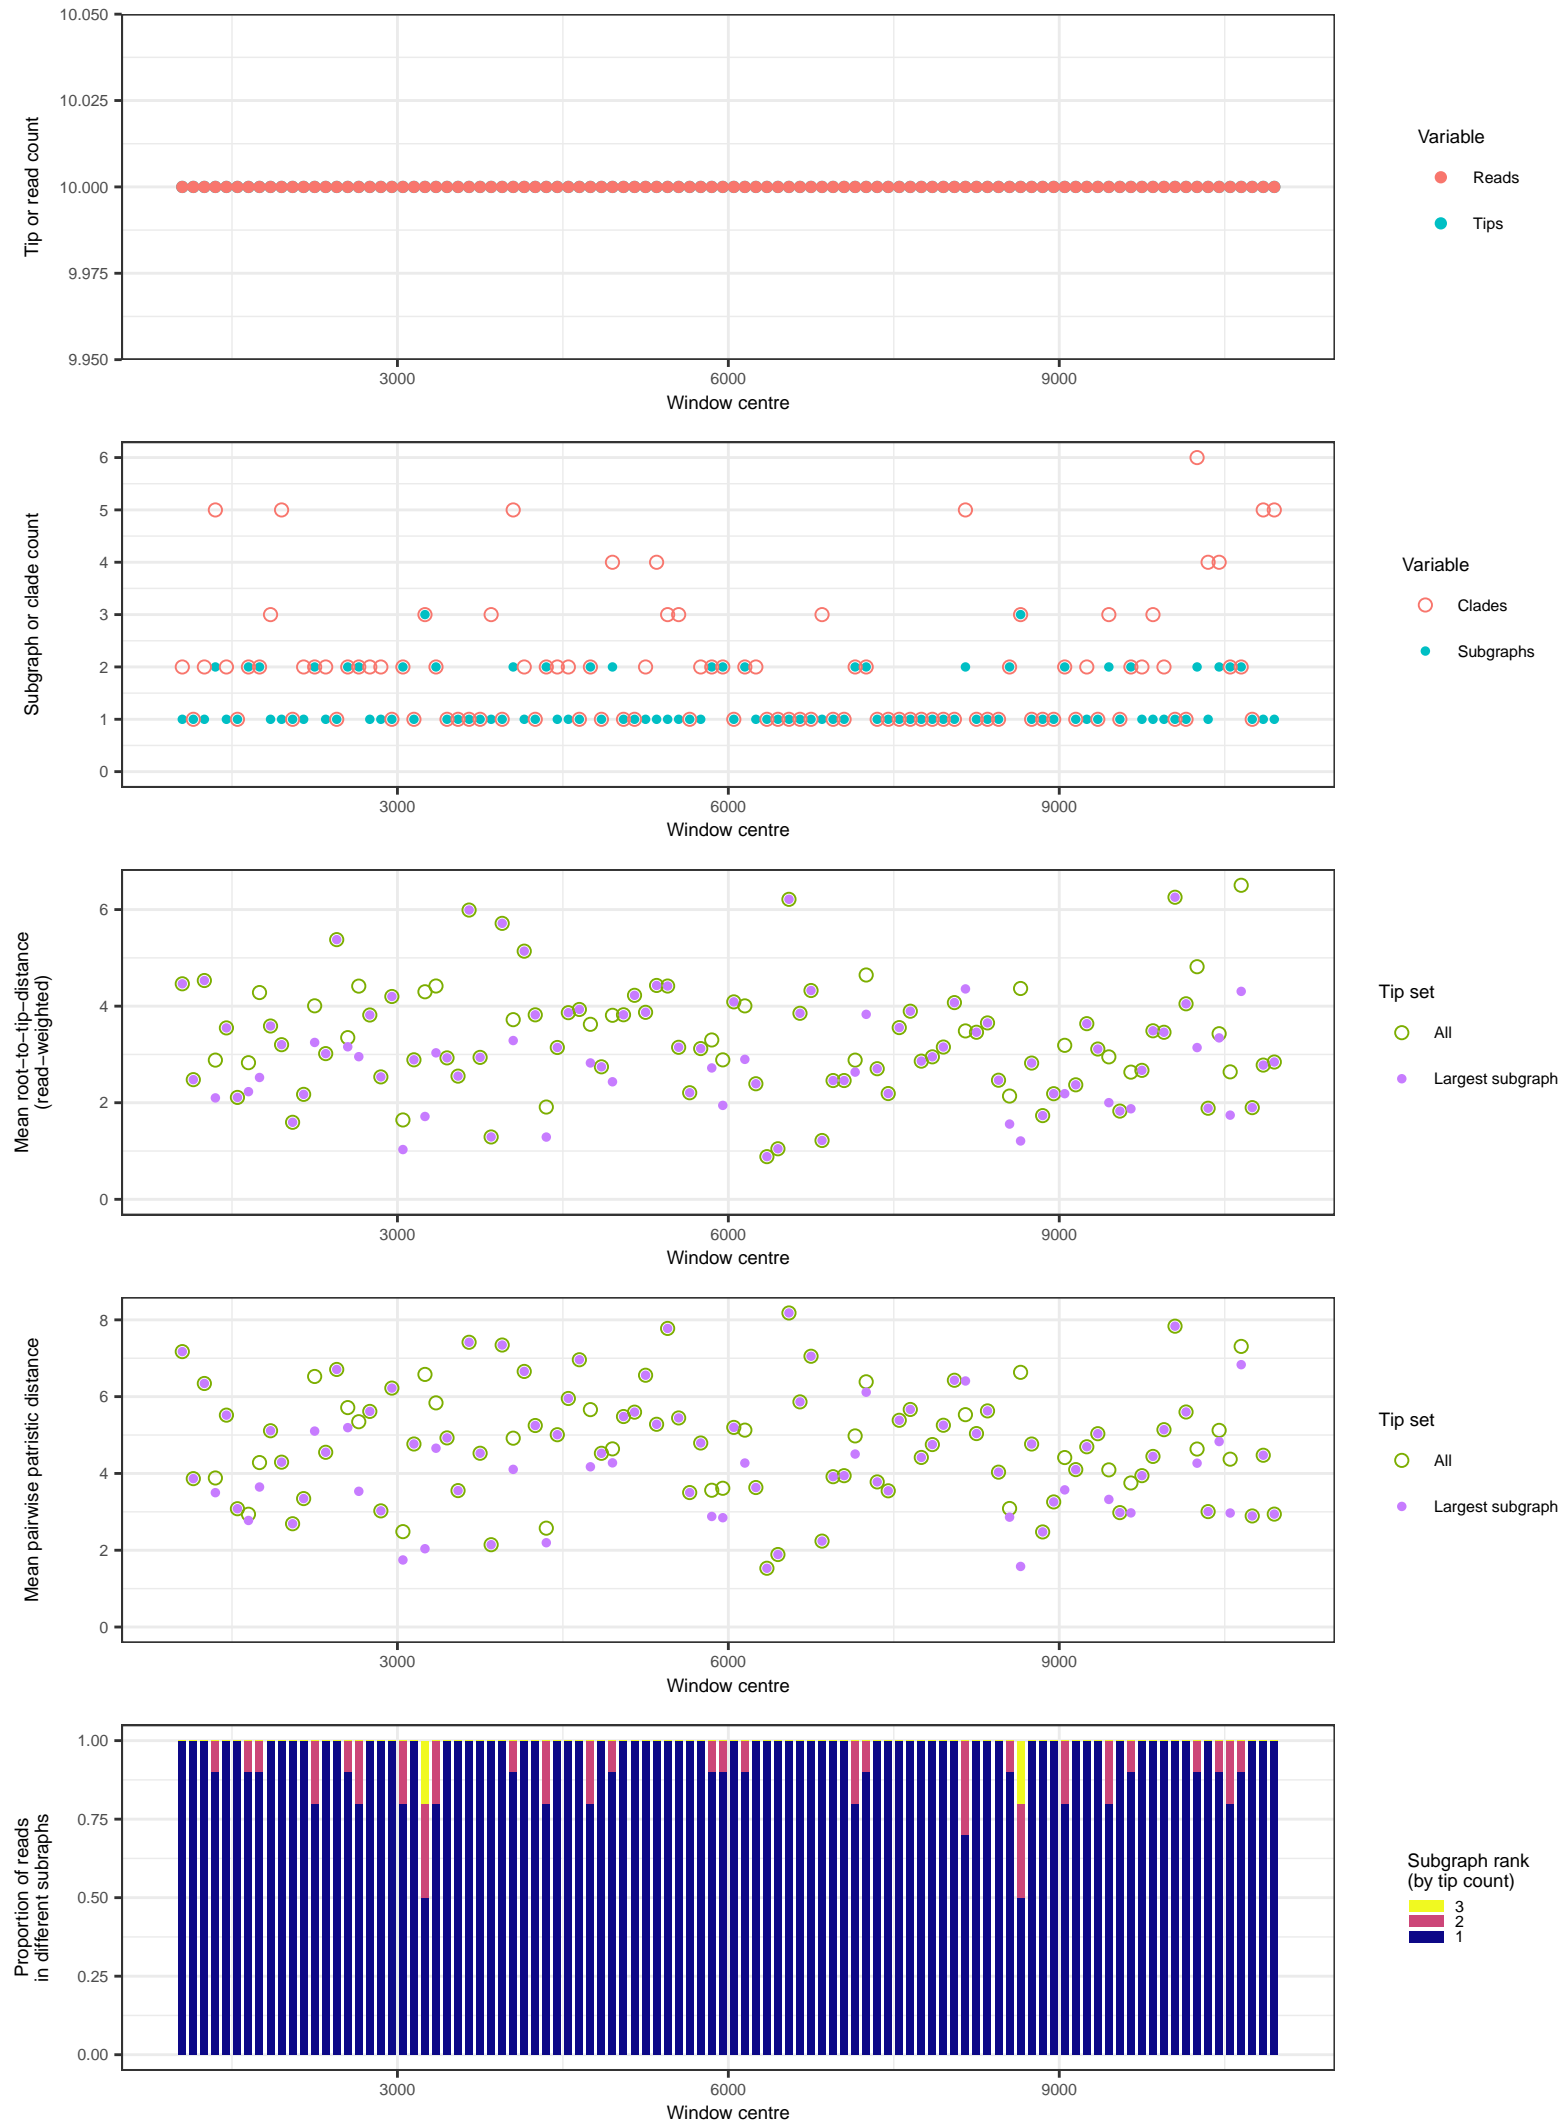 10.050
10.025
10.000
9.975
9.950
Tip or read count
3000
6000
9000
Window centre
Variable
Reads
Tips
6
5
4
3
2
1
0
Subgraph or clade count
3000
6000
9000
Window centre
Variable
Clades
Subgraphs
6
4
2
0
Mean root−to−tip−distance
(read−weighted)
3000
6000
9000
Window centre
Tip set
All
Largest subgraph
8
6
4
2
0
Mean pairwise patristic distance
3000
6000
9000
Window centre
Tip set
All
Largest subgraph
1.00
0.75
0.50
0.25
0.00
Proportion of reads
in different subraphs
3000
6000
9000
Window centre
Subgraph rank
(by tip count)
3
2
1